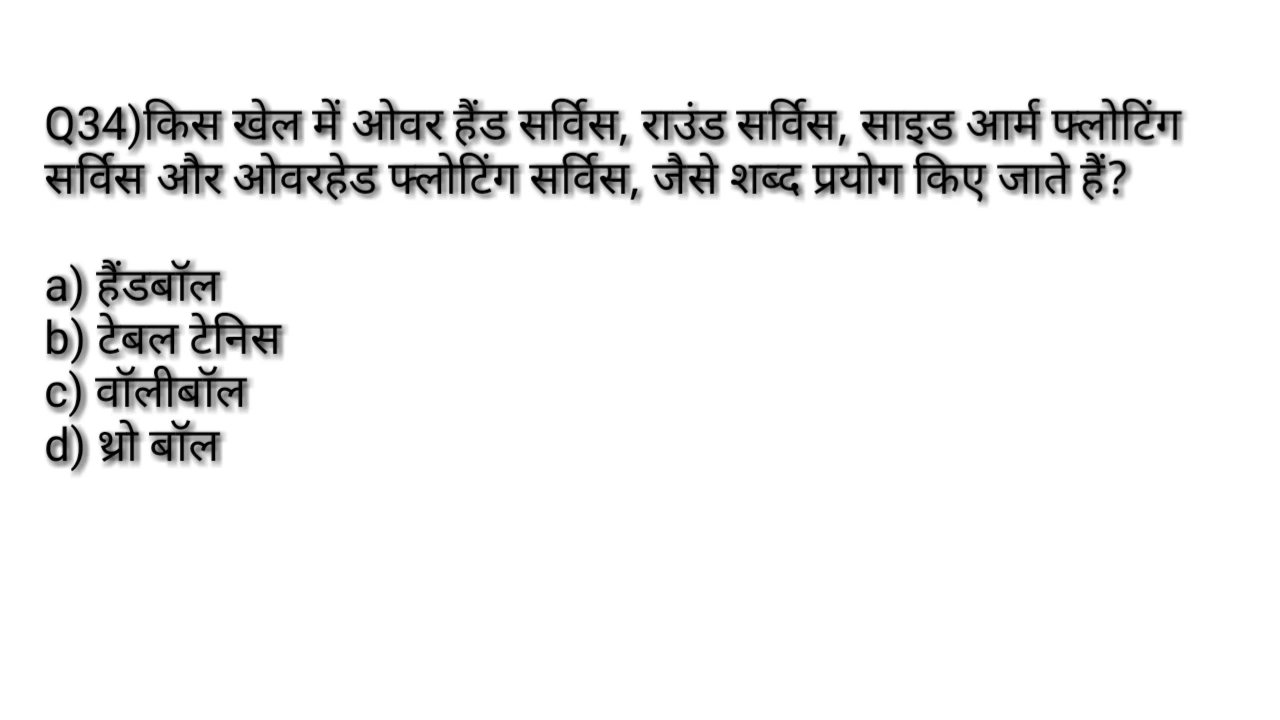 Q34)किस खेल में ओवर हैंड सर्विस, राउंड सर्विस, साइड आर्म फ्लोटिंग
सर्विस और ओवरहेड फ्लोटिंग सर्विस, जैसे शब्द प्रयोग किए जाते हैं?
a) हैंडबॉल
b) टेबल टेनिस
c) वॉलीबॉल
d) थ्रो बॉल